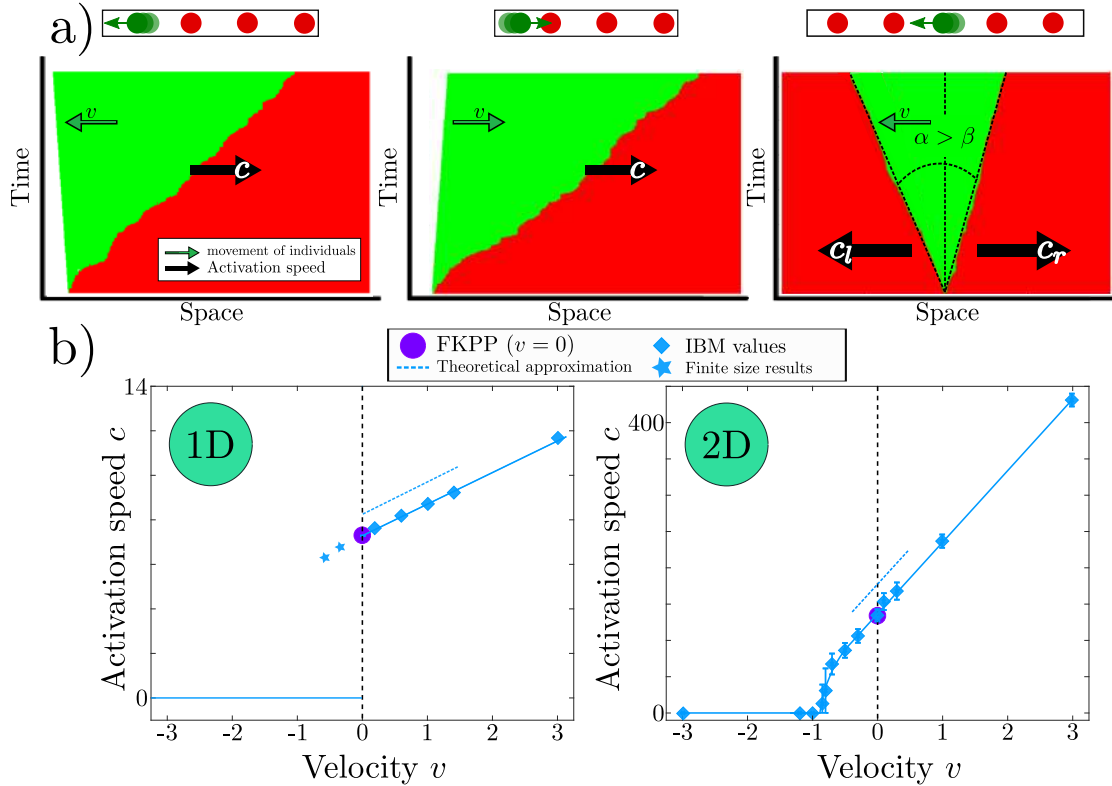 a)
Time
v
c
movement of individuals
Activation speed
Space
Time
v
c
Space
Time
v
α > β
c_l
c_r
Space
b)
FKPP (v = 0)
IBM values
Theoretical approximation
Finite size results
1D
Activation speed c
14
0
-3 -2 -1 0 1 2 3
Velocity v
2D
Activation speed c
400
0
-3 -2 -1 0 1 2 3
Velocity v